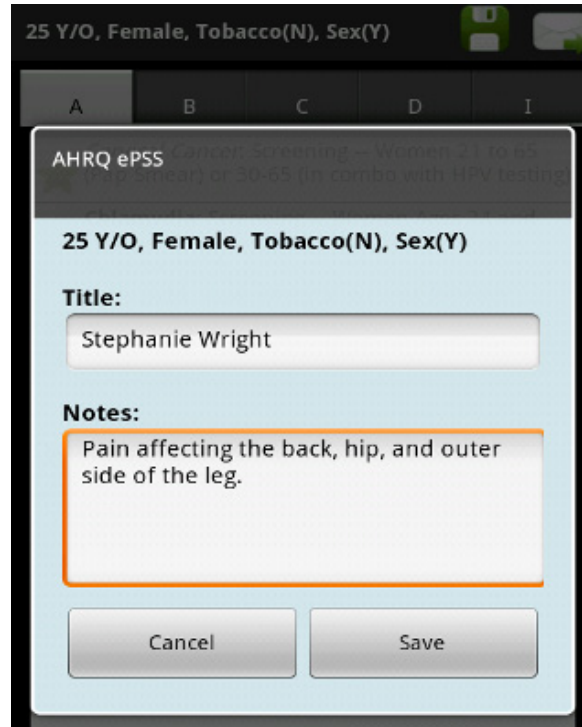 25 Y/O, Female, Tobacco(N), Sex(Y)
A B C D I
Cancer: Screening -- Women 21 to 65
(Pap Smear) or 30-65 (in combo with HPV testing)
AHRQ ePSS
25 Y/O, Female, Tobacco(N), Sex(Y)
Title:
Stephanie Wright
Notes:
Pain affecting the back, hip, and outer
side of the leg.
Cancel Save